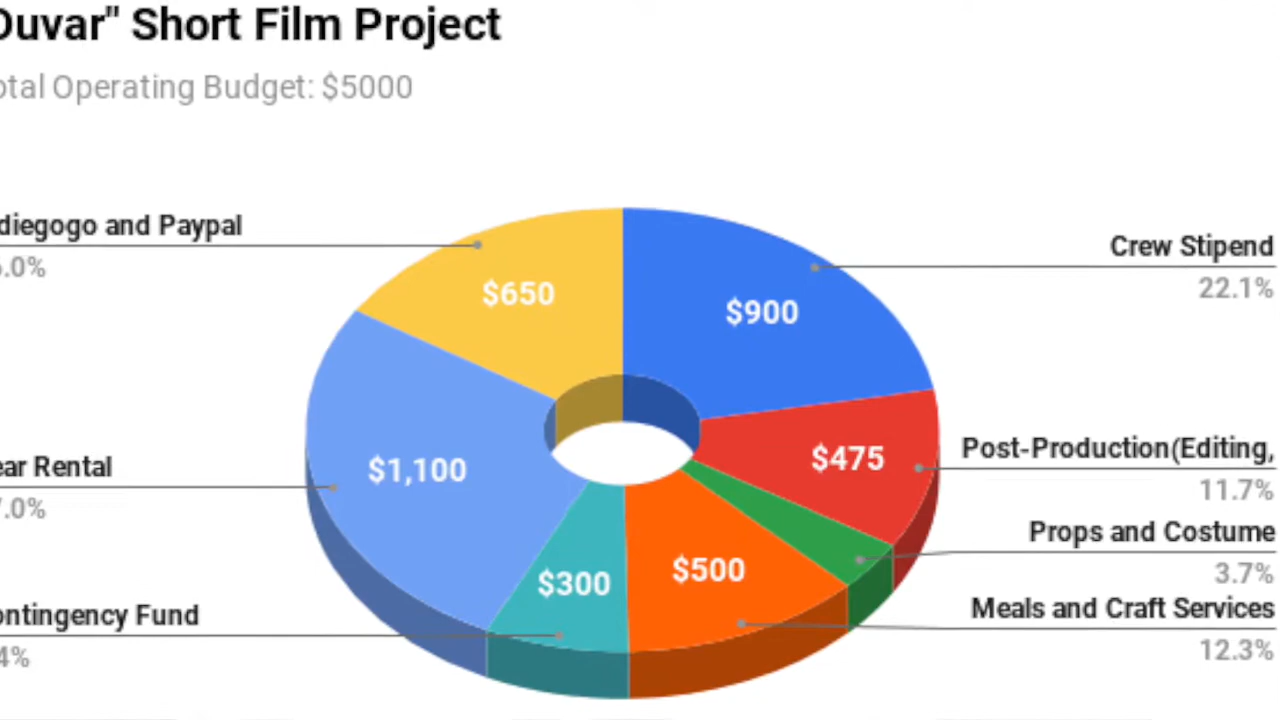 Duvar" Short Film Project
otal Operating Budget: $5000
diegogo and Paypal
.0%
Crew Stipend
22.1%
$650
$900
ear Rental
7.0%
$1,100
$475
Post-Production(Editing,
11.7%
Props and Costume
3.7%
$300
$500
ontingency Fund
4%
Meals and Craft Services
12.3%